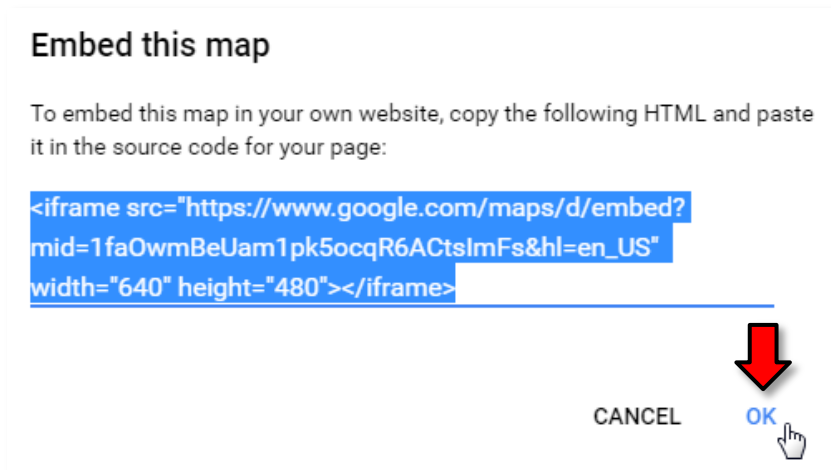 Embed this map
To embed this map in your own website, copy the following HTML and paste
it in the source code for your page:
<iframe src="https://www.google.com/maps/d/embed?
mid=1faOwmBeUam1pk5ocqR6ACtsImFs&hl=en_US"
width="640" height="480"></iframe>
CANCEL OK